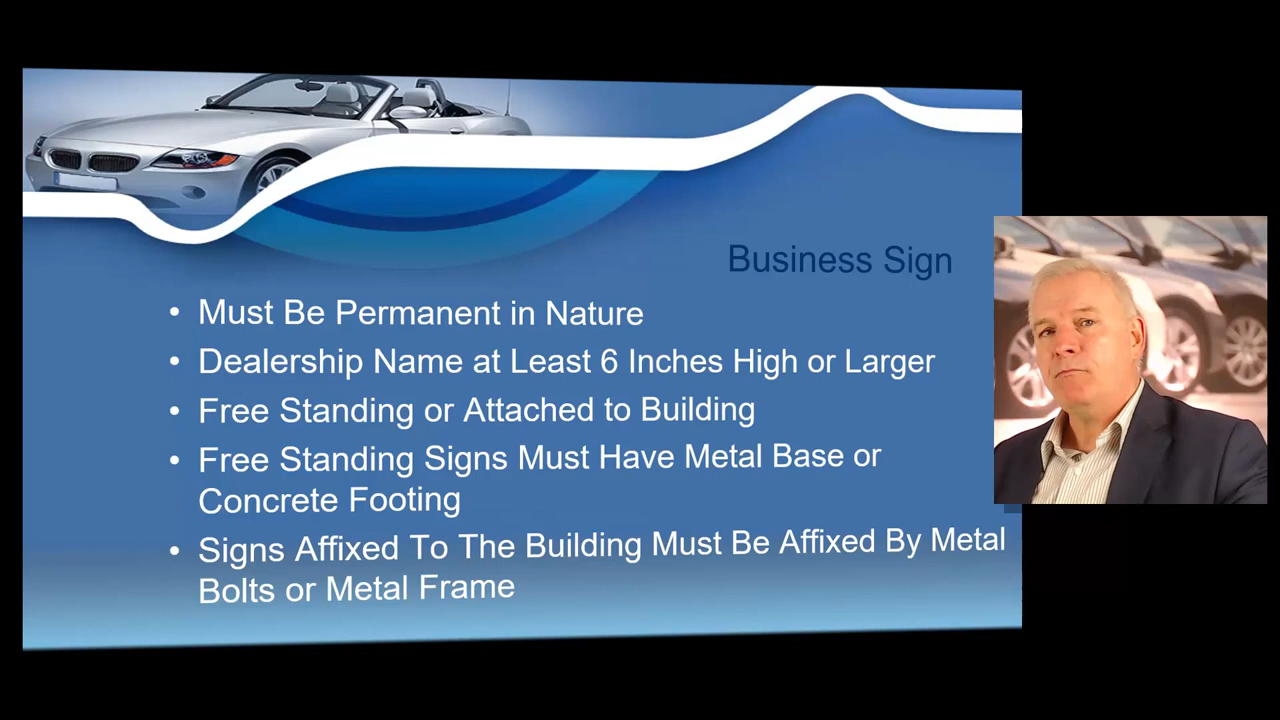 Business Sign
• Must Be Permanent in Nature
• Dealership Name at Least 6 Inches High or Larger
• Free Standing or Attached to Building
• Free Standing Signs Must Have Metal Base or
Concrete Footing
• Signs Affixed To The Building Must Be Affixed By Metal
Bolts or Metal Frame